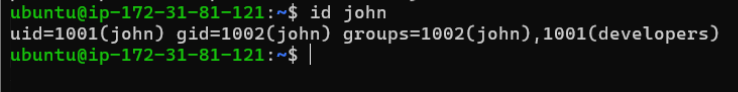 ubuntu@ip-172-31-81-121:~$ id john
uid=1001(john) gid=1002(john) groups=1002(john),1001(developers)
ubuntu@ip-172-31-81-121:~$